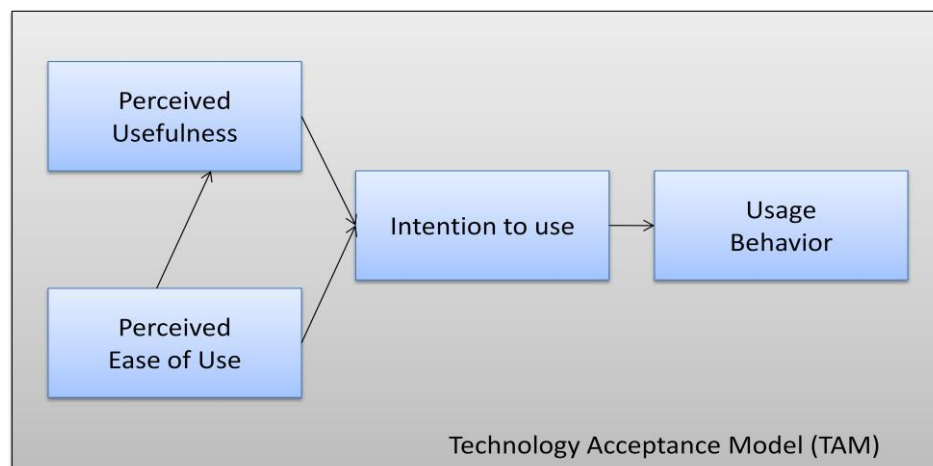 Perceived
Usefulness
Intention to use
Usage
Behavior
Perceived
Ease of Use
Technology Acceptance Model (TAM)